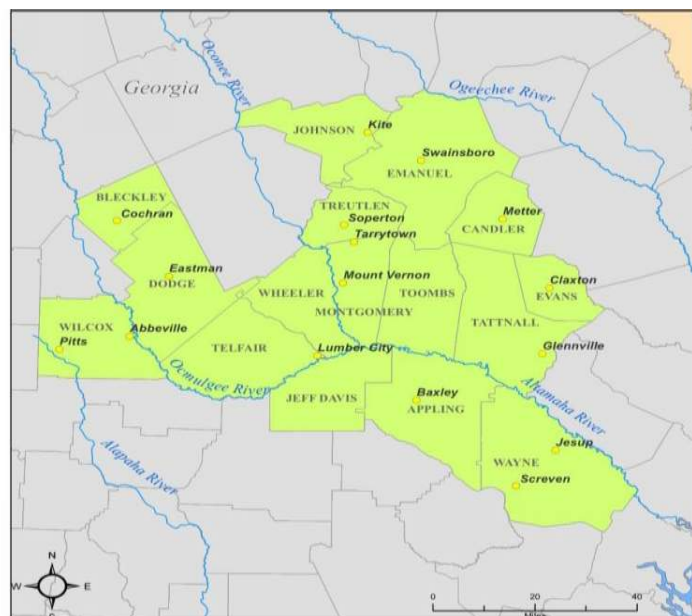 Georgia
Oconee River
Ogeechee River
JOHNSON
Kite
Swainsboro
EMANUEL
BLECKLEY
Cochran
TREUTLEN
Soperton
Tarrytown
Metter
CANDLER
Eastman
DODGE
Mount Vernon
WHEELER
MONTGOMERY
TOOMBS
Claxton
EVANS
TATTNALL
WILCOX
Pitts
Abbeville
TELFAIR
Lumber City
Glennville
Ocmulgee River
JEFF DAVIS
Baxley
APPLING
Altamaha River
Alapaha River
Jesup
WAYNE
Screven
N
W
E
S
0
20
40
Miles